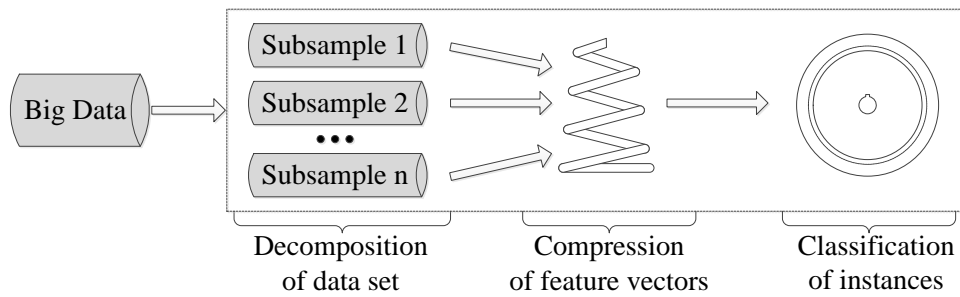 Big Data
Subsample 1
Subsample 2
•••
Subsample n
Decomposition
of data set
Compression
of feature vectors
Classification
of instances